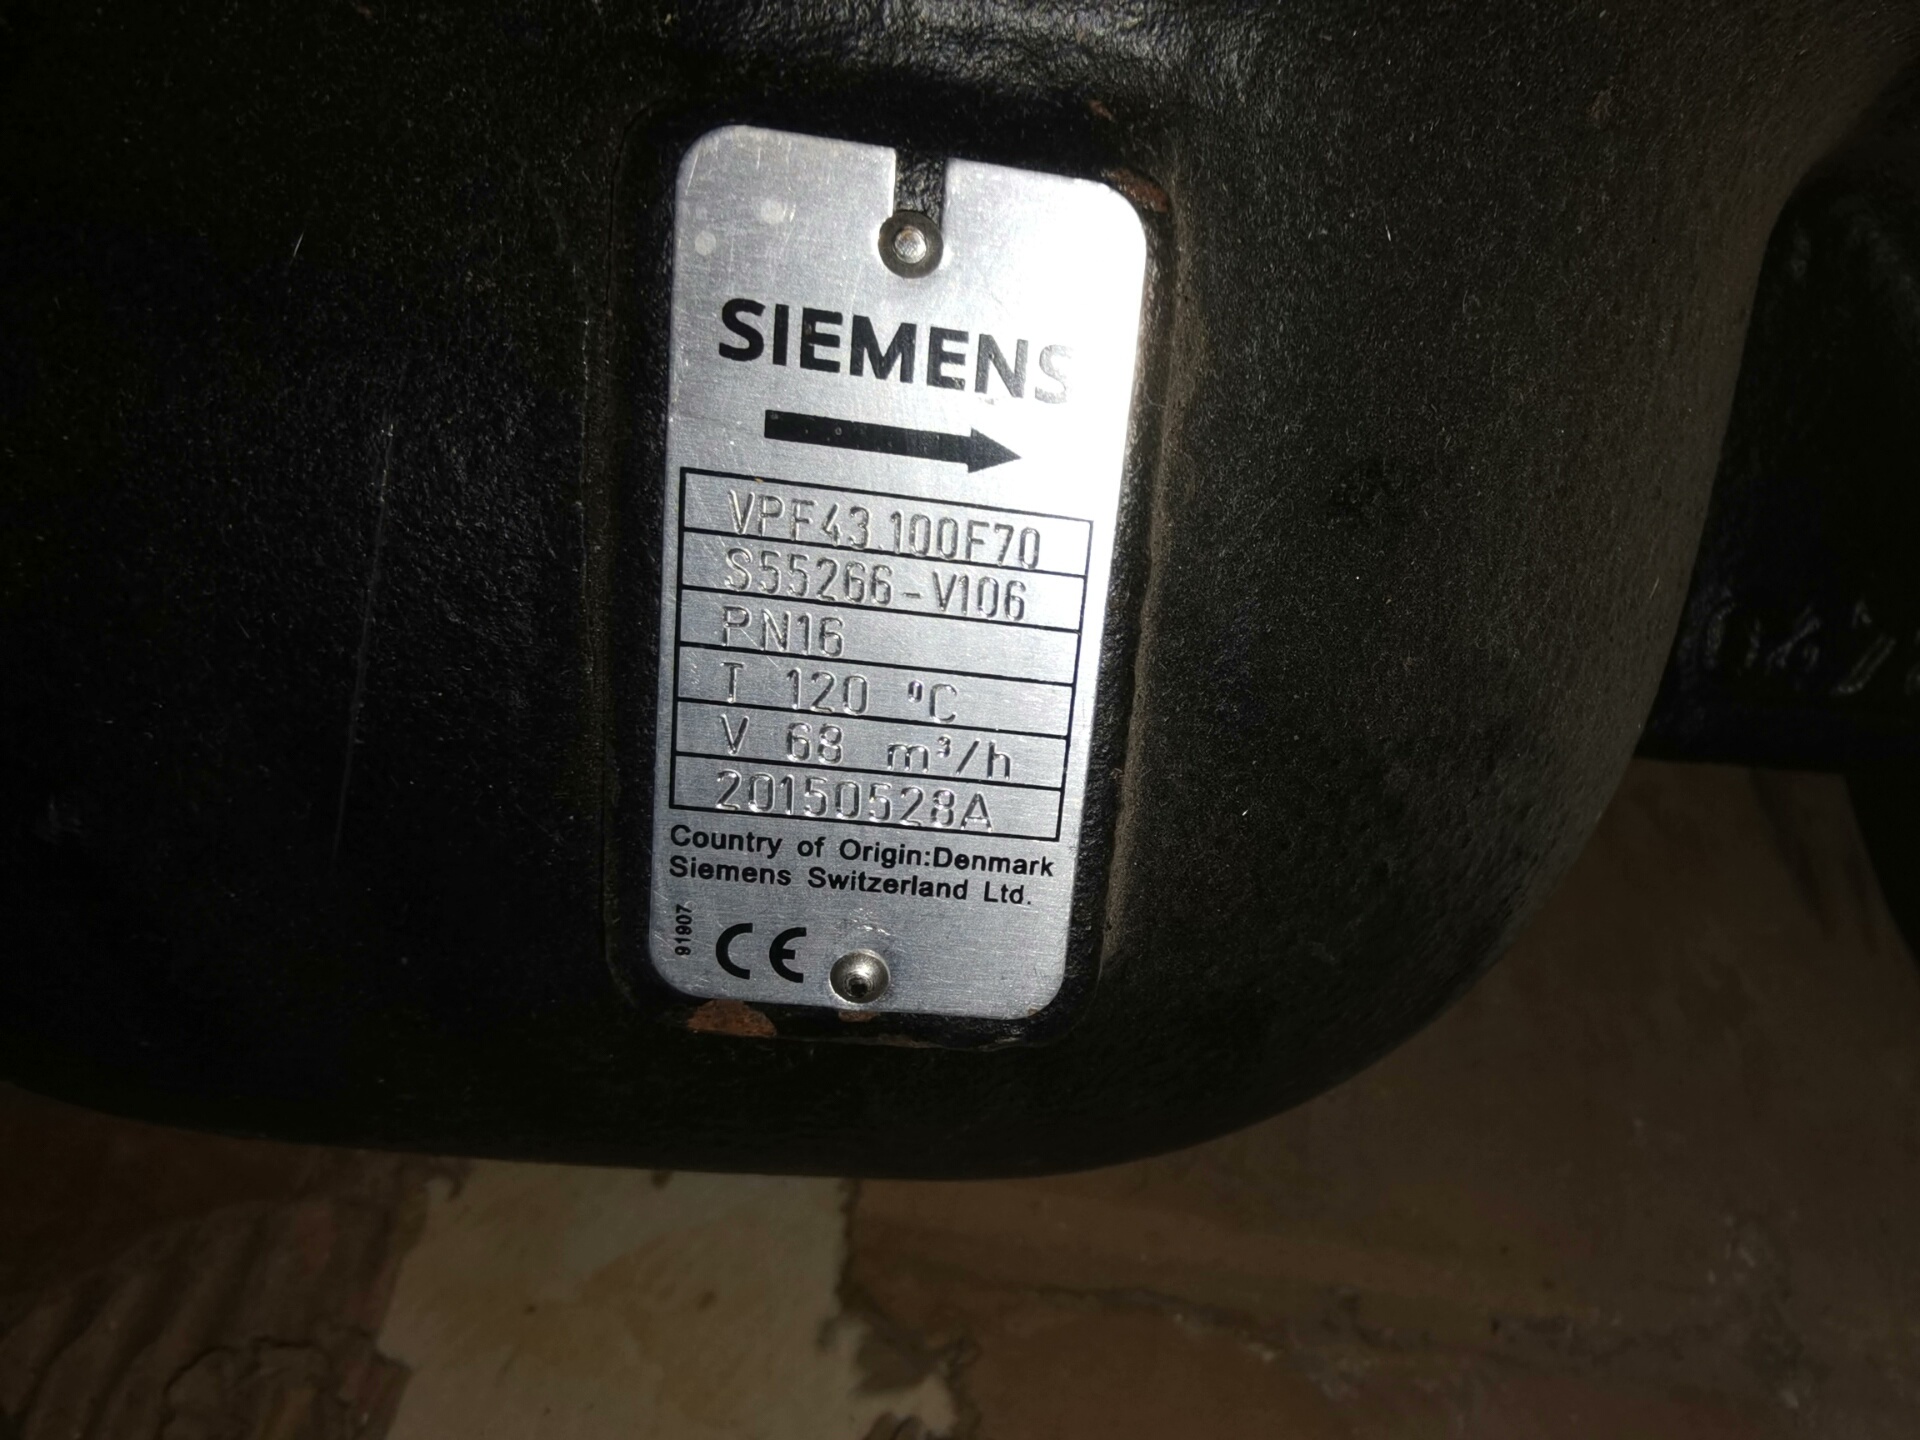 SIEMENS
VPF43.100F70
S55266-V106
PN16
T 120 °C
V 68 m³/h
20150528A
Country of Origin:Denmark
Siemens Switzerland Ltd.
91907
CE